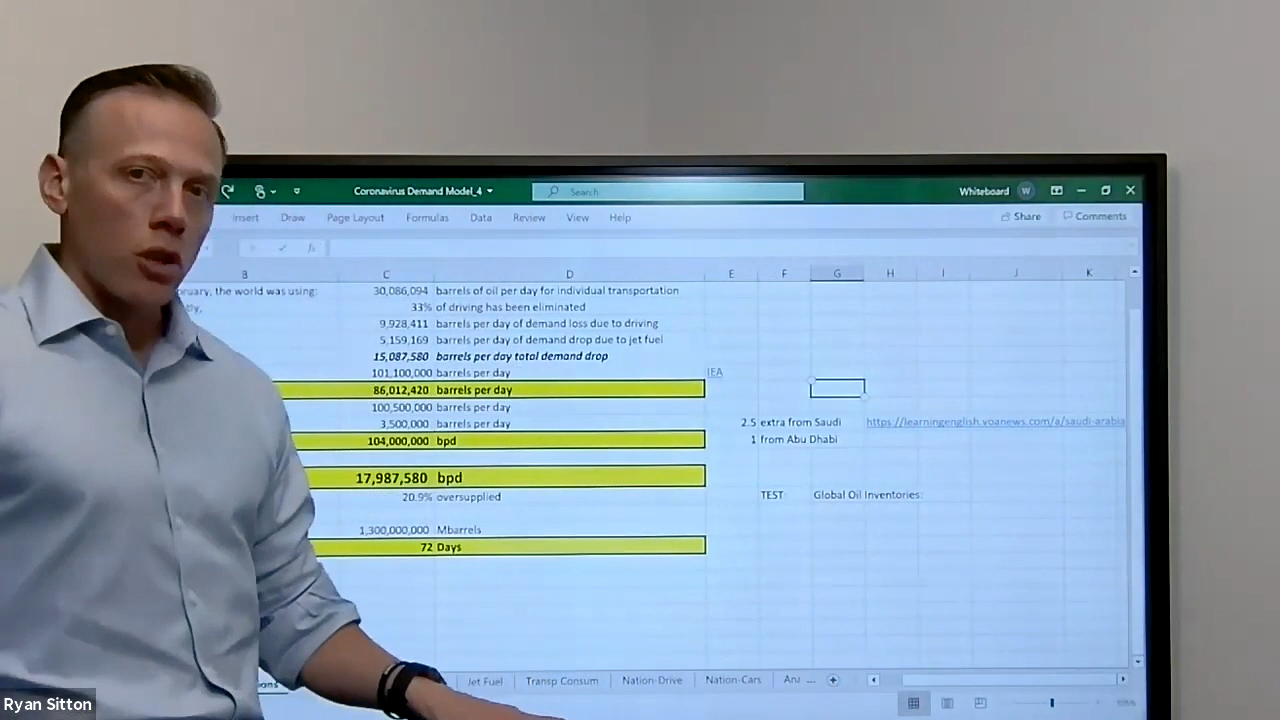 Coronavirus Demand Model_4
Search
Whiteboard W
Insert Draw Page Layout Formulas Data Review View Help
Share Comments
fx
B C D E F G H I J K
the world was using: 30,086,094 barrels of oil per day for individual transportation
33% of driving has been eliminated
9,928,411 barrels per day of demand loss due to driving
5,159,169 barrels per day of demand drop due to jet fuel
15,087,580 barrels per day total demand drop
101,100,000 barrels per day IEA
86,012,420 barrels per day
100,500,000 barrels per day
3,500,000 barrels per day 2.5 extra from Saudi https://learningenglish.voanews.com/a/saudi-arabia
104,000,000 bpd 1 from Abu Dhabi
17,987,580 bpd
20.9% oversupplied TEST: Global Oil Inventories:
1,300,000,000 Mbarrels
72 Days
Jet Fuel Transp Consum Nation-Drive Nation-Cars ...
Ryan Sitton